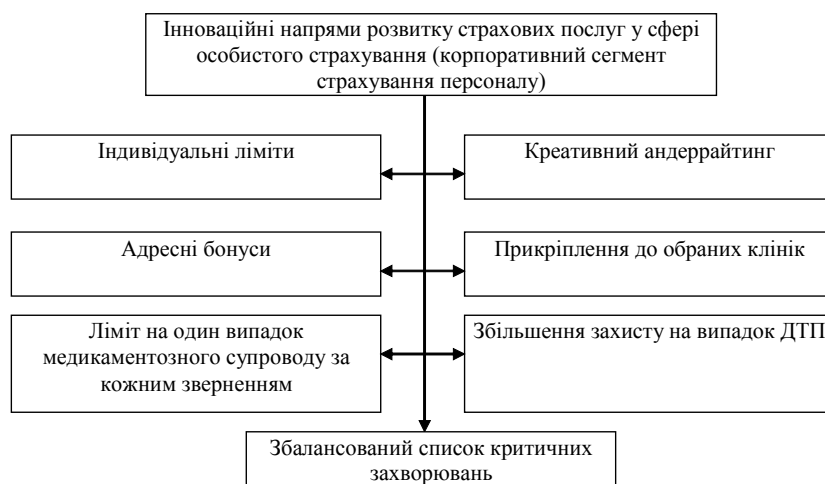 Інноваційні напрями розвитку страхових послуг у сфері
особистого страхування (корпоративний сегмент
страхування персоналу)
Індивідуальні ліміти
Креативний андеррайтинг
Адресні бонуси
Прикріплення до обраних клінік
Ліміт на один випадок
медикаментозного супроводу за
кожним зверненням
Збільшення захисту на випадок ДТП
Збалансований список критичних
захворювань